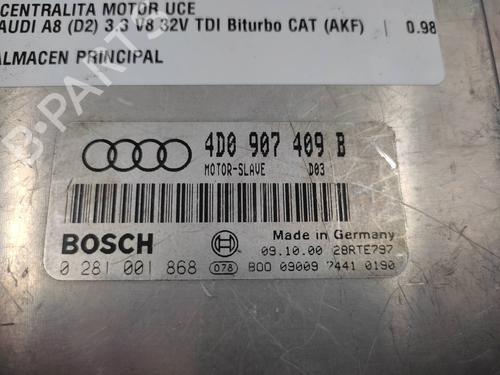 CENTRALITA MOTOR UCE
AUDI A8 (D2) 3.3 V8 32V TDI Biturbo CAT (AKF) | 0.98
ALMACEN PRINCIPAL
B-PARTS
4D0 907 409 B
MOTOR-SLAVE D03
BOSCH
Made in Germany
09.10.00 28RTE797
0 281 001 868 078 B00 09009 7441 0190